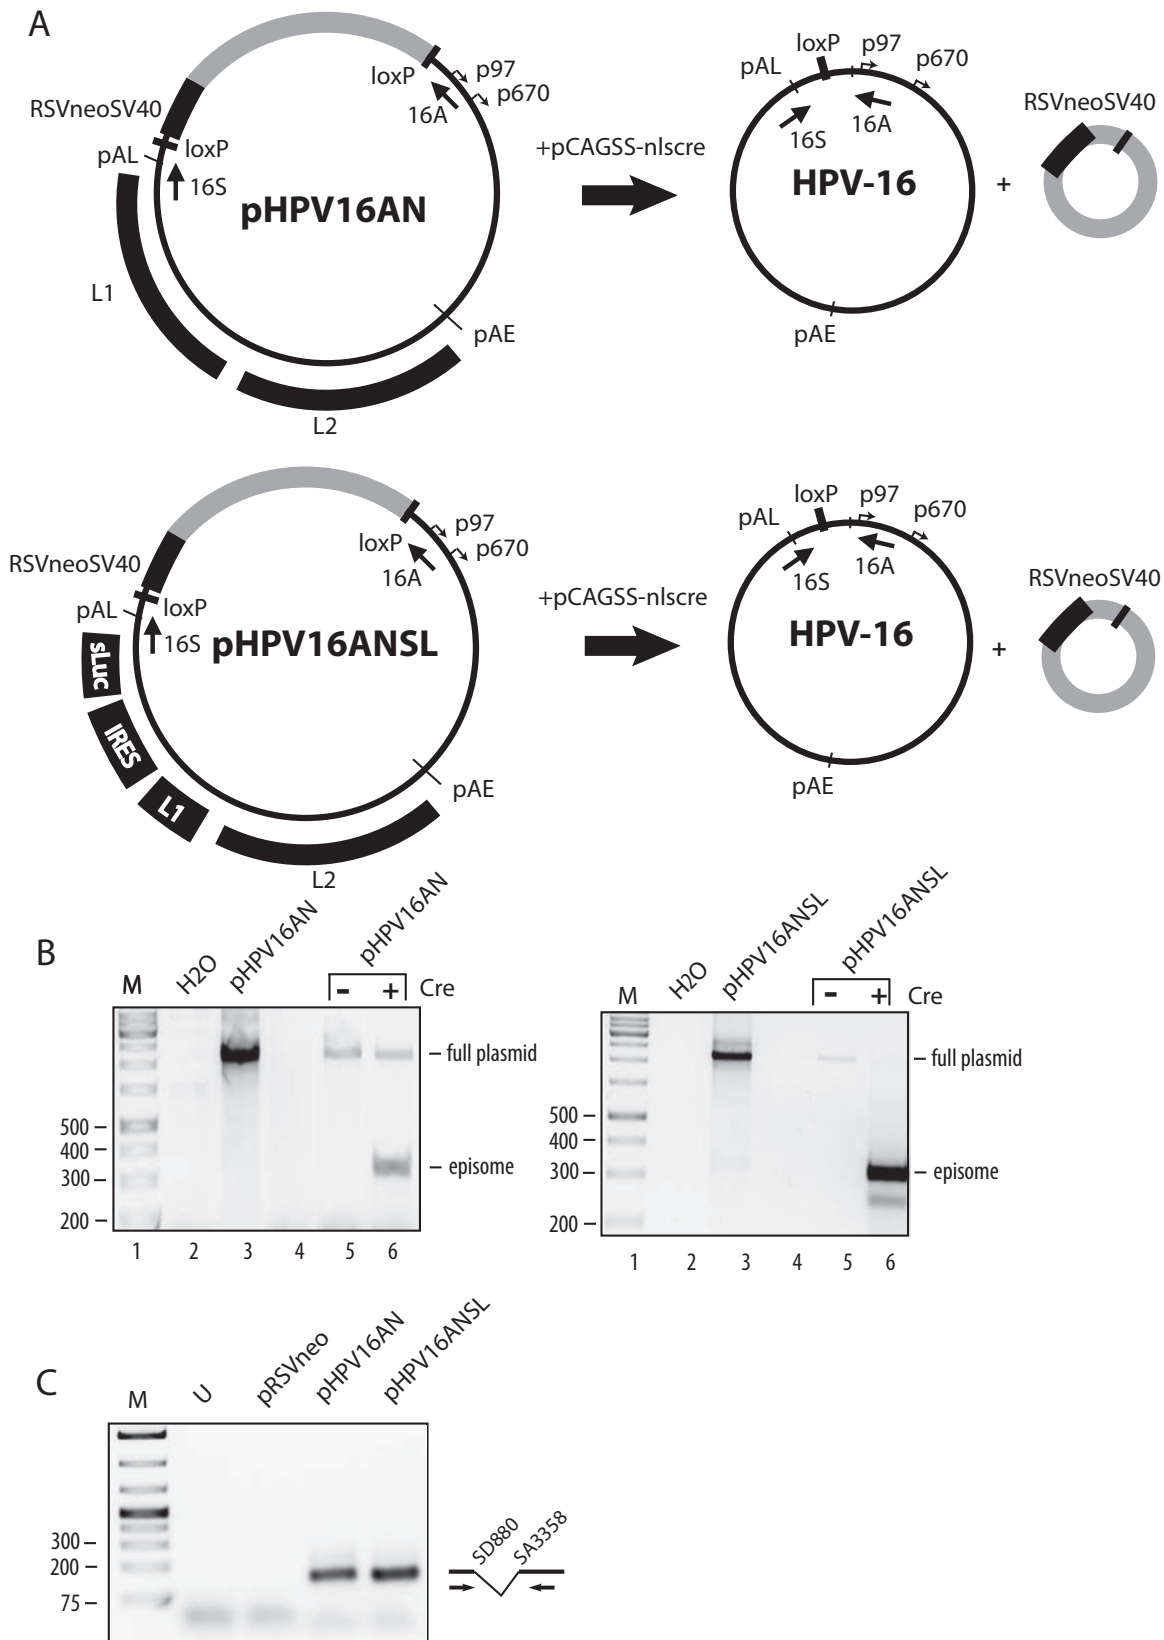 A
loxP
p97
p670
16A
RSVneoSV40
loxP
pAL
16S
pHPV16AN
L1
pAE
L2
+pCAGSS-nlscre
loxP
p97
pAL
p670
16S
16A
HPV-16
pAE
+
RSVneoSV40
loxP
p97
p670
16A
RSVneoSV40
loxP
pAL
16S
pHPV16ANSL
sLuc
IRES
L1
pAE
L2
+pCAGSS-nlscre
loxP
p97
pAL
p670
16S
16A
HPV-16
pAE
+
RSVneoSV40
B
M
H2O
pHPV16AN
pHPV16AN
- + Cre
full plasmid
500
400
300
episome
200
1 2 3 4 5 6
M
H2O
pHPV16ANSL
pHPV16ANSL
- + Cre
full plasmid
500
400
300
episome
200
1 2 3 4 5 6
C
M
U
pRSVneo
pHPV16AN
pHPV16ANSL
300
200
75
SD880
SA3358